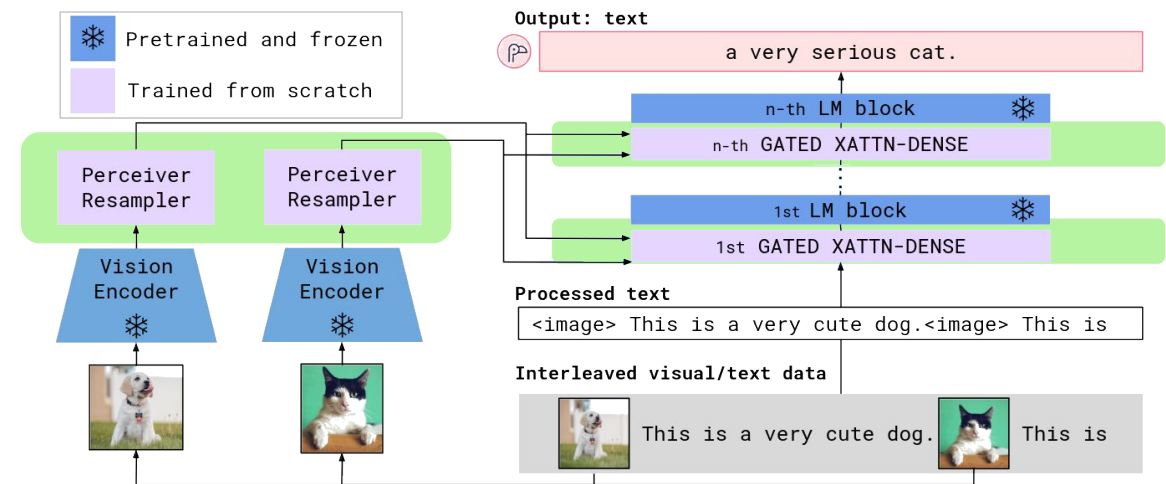 Output: text
Pretrained and frozen
a very serious cat.
Trained from scratch
n-th LM block
n-th GATED XATTN-DENSE
Perceiver
Resampler
Perceiver
Resampler
1st LM block
1st GATED XATTN-DENSE
Vision
Encoder
Vision
Encoder
Processed text
<image> This is a very cute dog.<image> This is
Interleaved visual/text data
This is a very cute dog.
This is